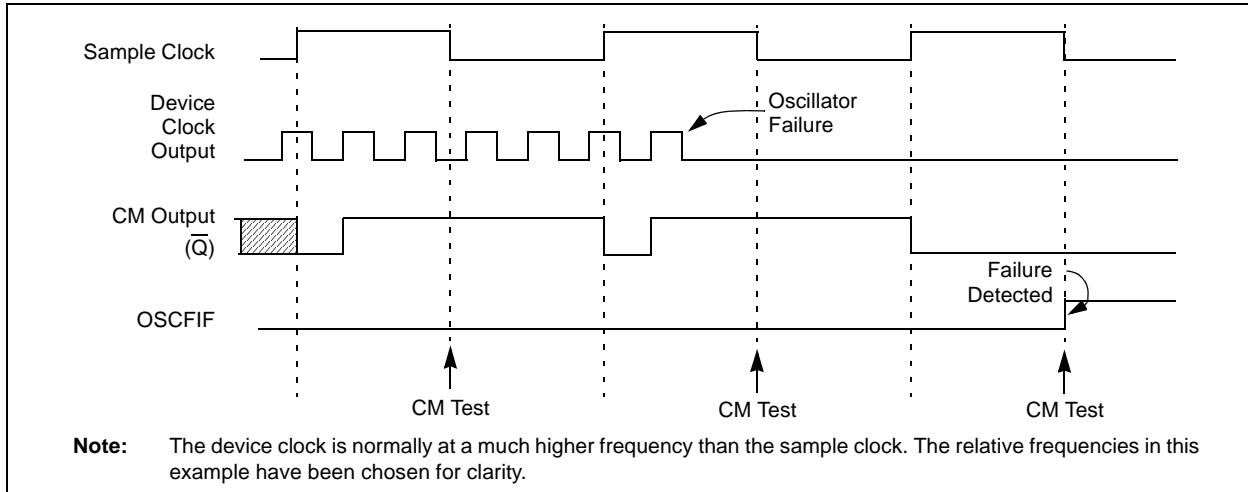 Sample Clock
Device
Clock
Output
Oscillator
Failure
CM Output
(Q̅)
Failure
Detected
OSCFIF
CM Test
CM Test
CM Test
Note: The device clock is normally at a much higher frequency than the sample clock. The relative frequencies in this
example have been chosen for clarity.